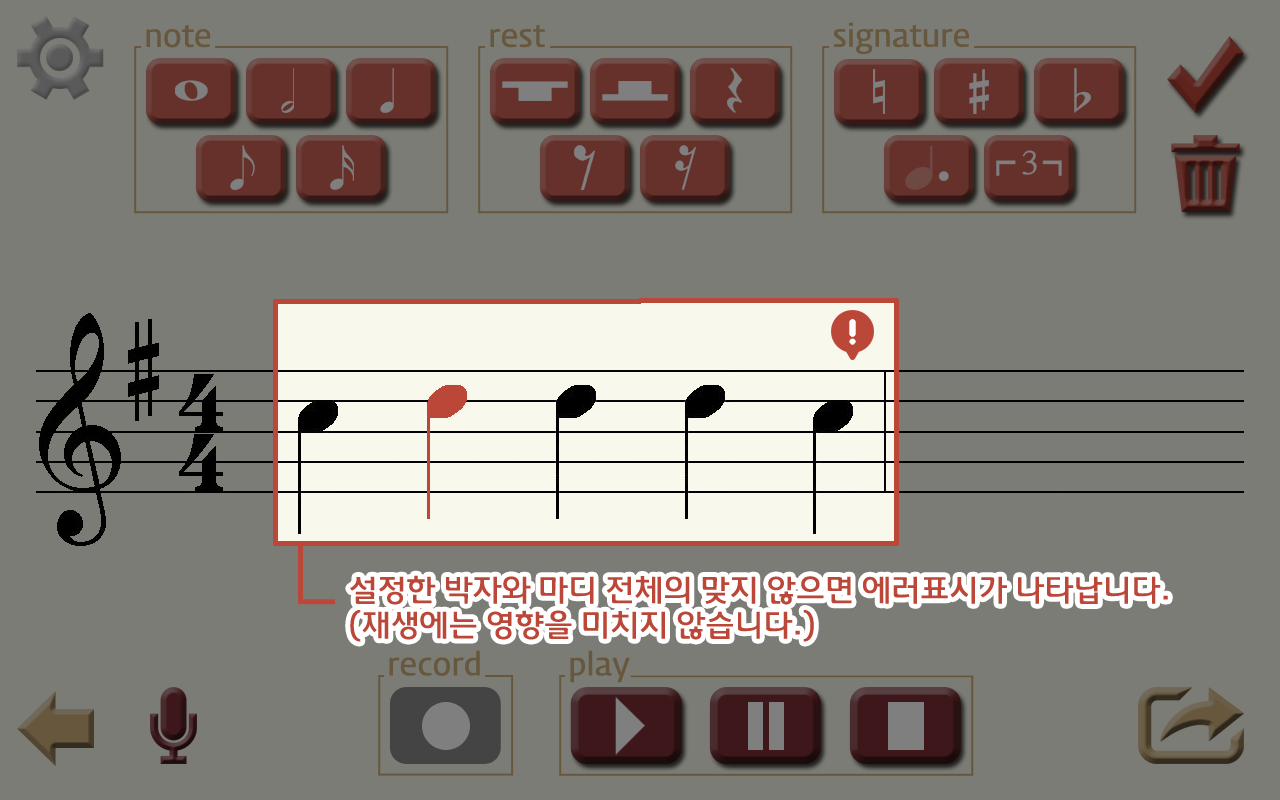 note rest signature
3
4
4
설정한 박자와 마디 전체의 맞지 않으면 에러표시가 나타납니다.
(재생에는 영향을 미치지 않습니다.)
record play